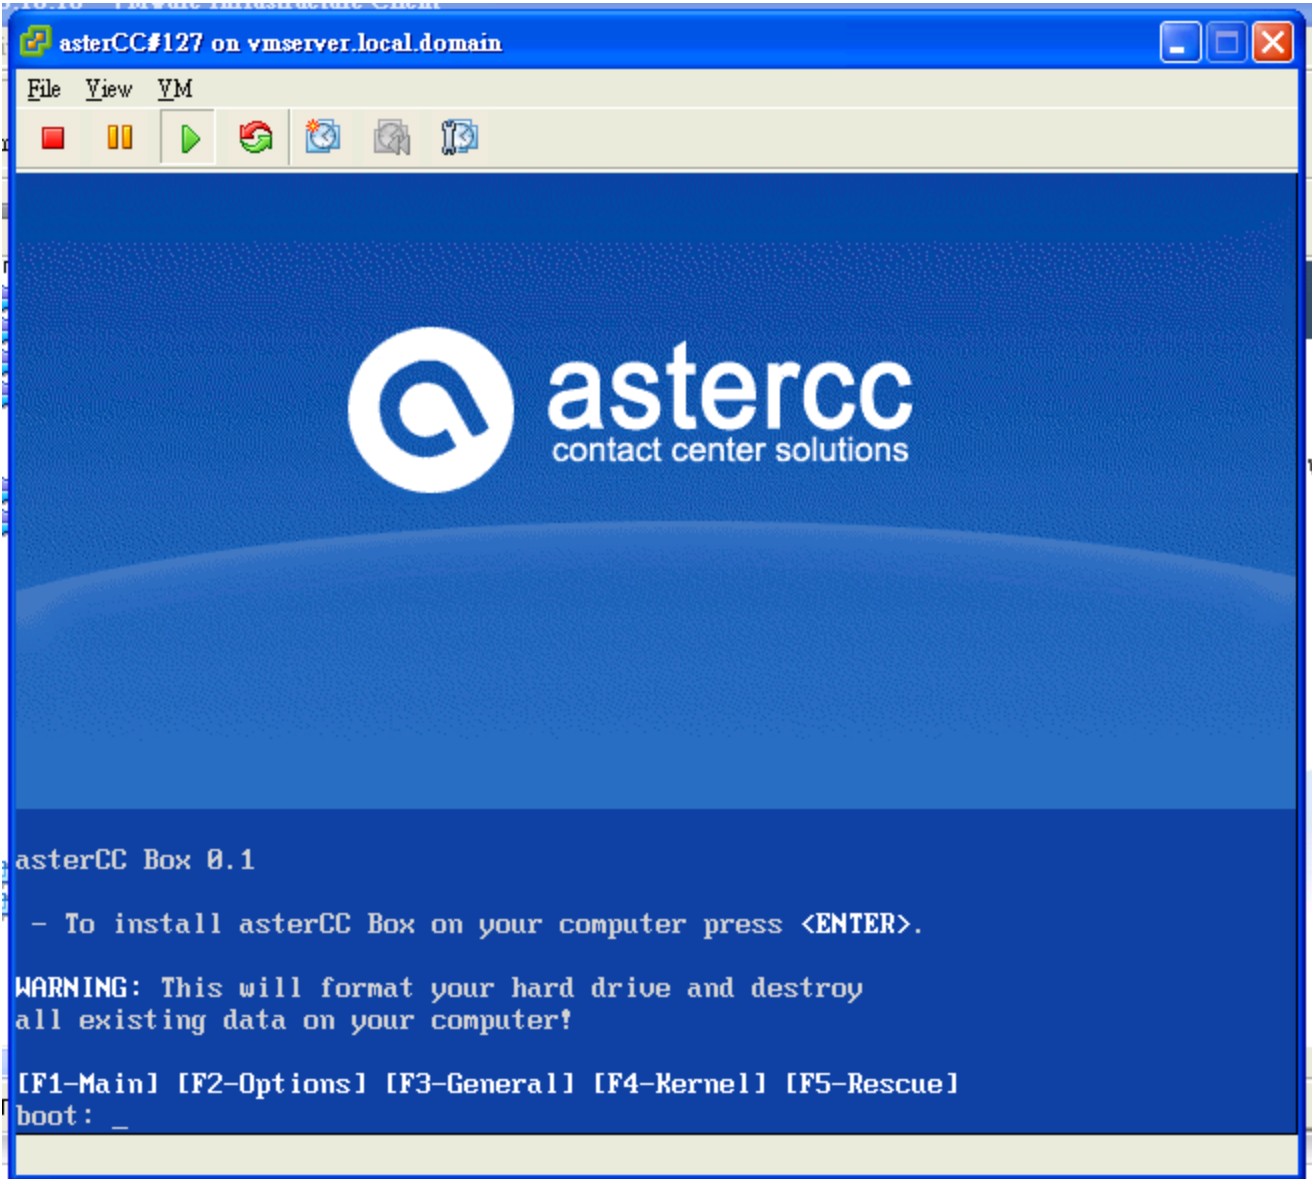 asterCC#127 on vmserver.local.domain
File View VM
astercc
contact center solutions
asterCC Box 0.1
- To install asterCC Box on your computer press <ENTER>.
WARNING: This will format your hard drive and destroy
all existing data on your computer!
[F1-Main] [F2-Options] [F3-General] [F4-Kernel] [F5-Rescue]
boot: _